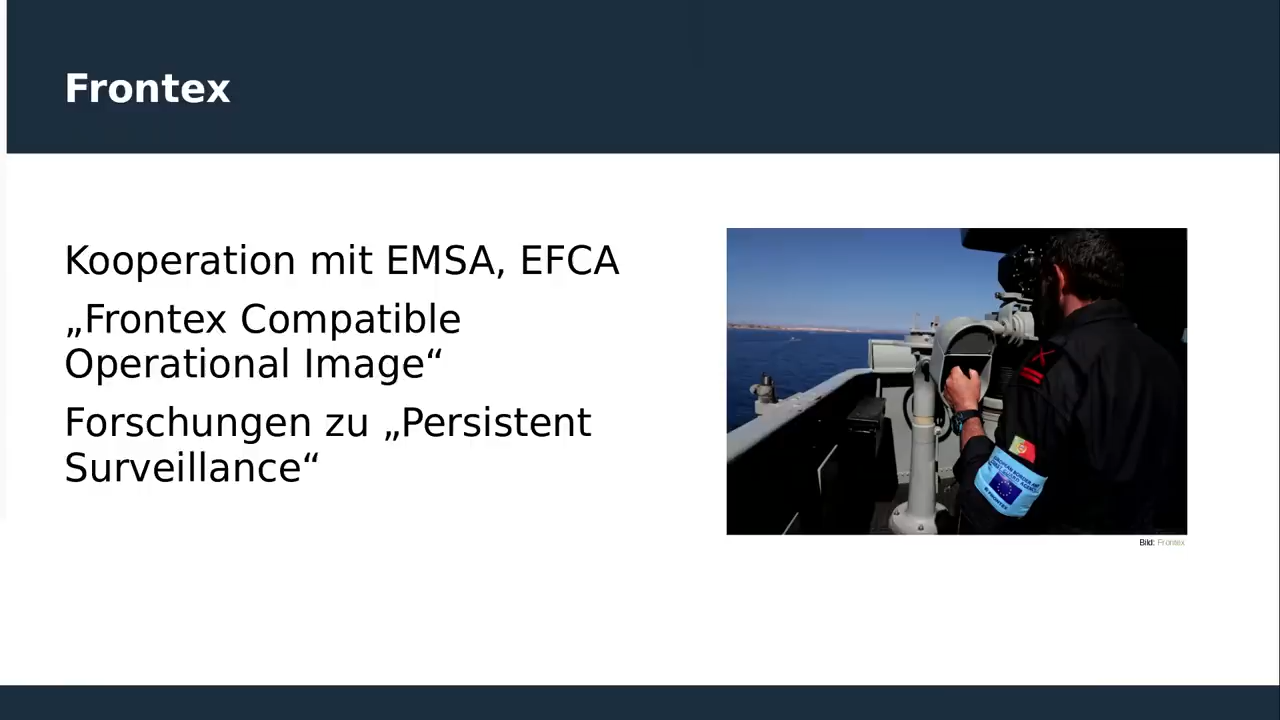 Frontex
Kooperation mit EMSA, EFCA
„Frontex Compatible
Operational Image“
Forschungen zu „Persistent
Surveillance“
Bild: Frontex